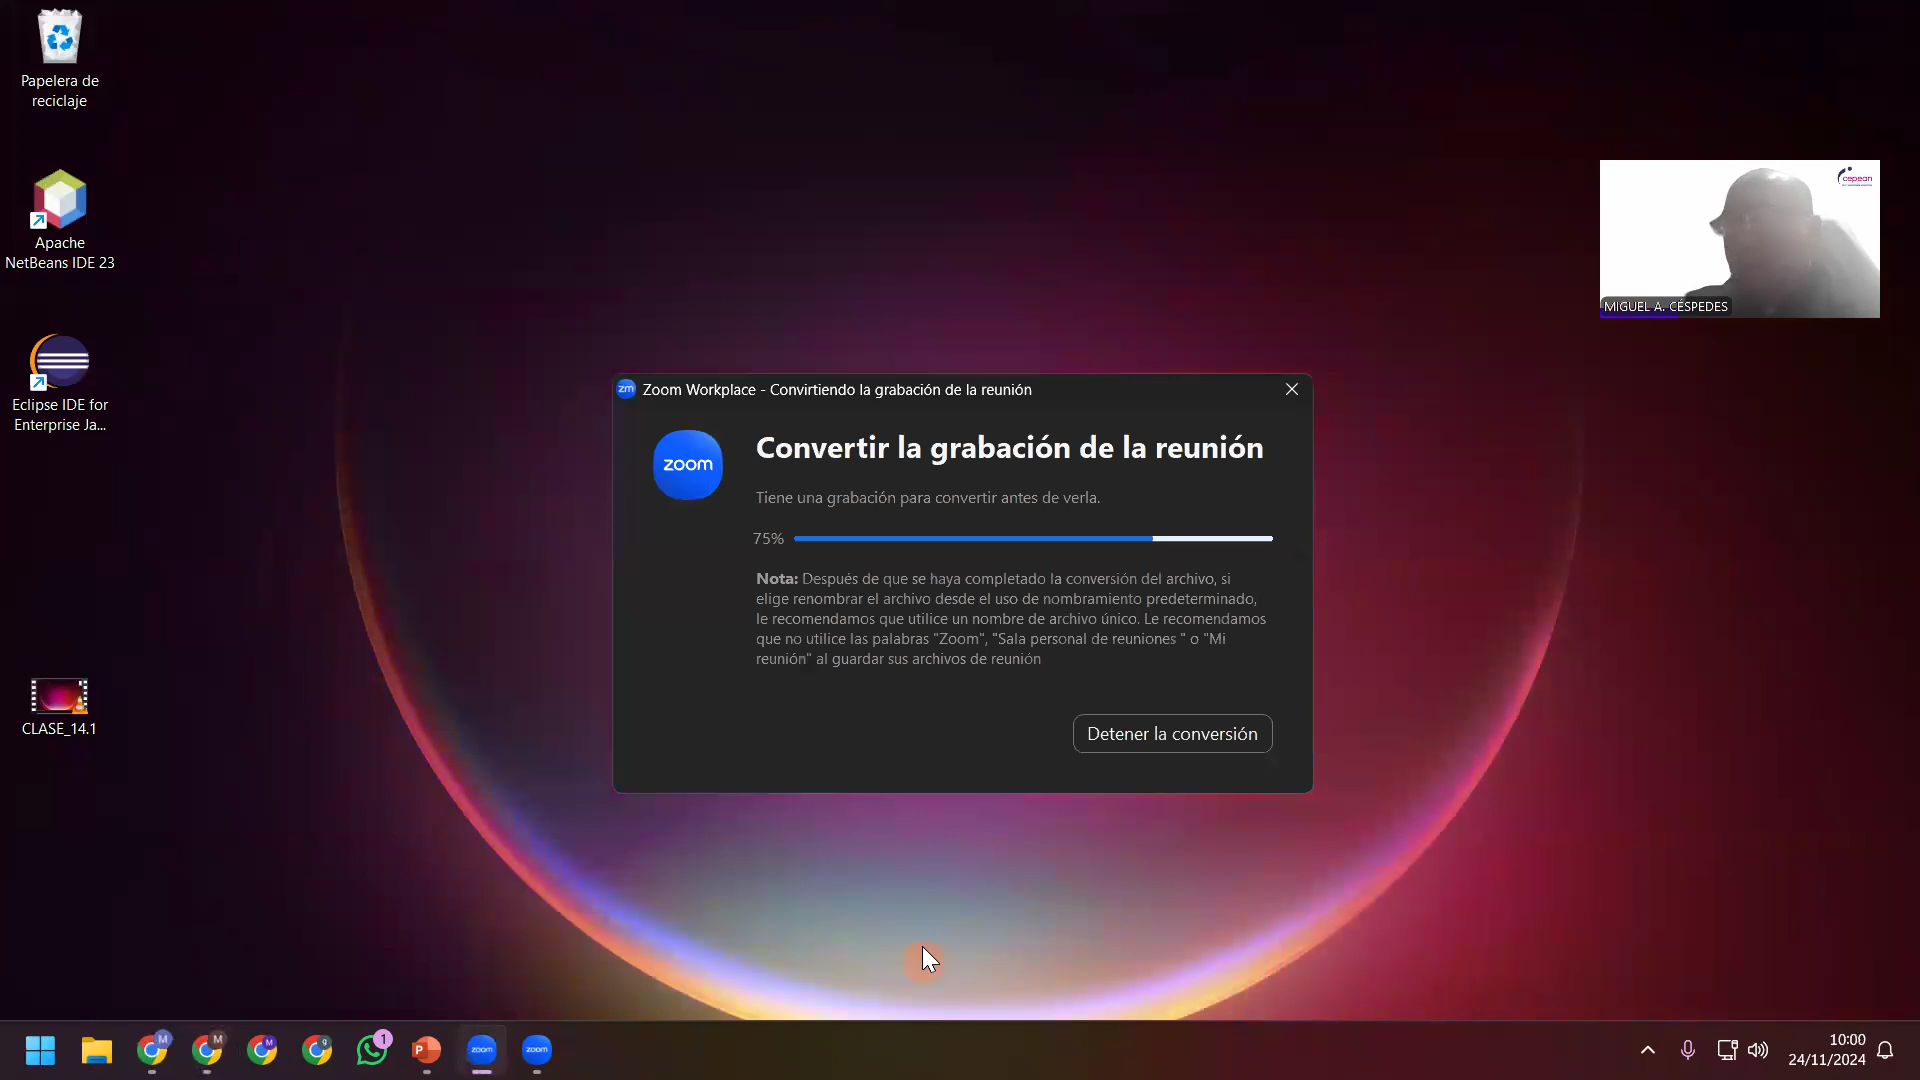 Papelera de
reciclaje
Apache
NetBeans IDE 23
Eclipse IDE for
Enterprise Ja...
CLASE_14.1
cepean
MIGUEL A. CÉSPEDES
zm Zoom Workplace - Convirtiendo la grabación de la reunión
zoom
Convertir la grabación de la reunión
Tiene una grabación para convertir antes de verla.
75%
Nota: Después de que se haya completado la conversión del archivo, si
elige renombrar el archivo desde el uso de nombramiento predeterminado,
le recomendamos que utilice un nombre de archivo único. Le recomendamos
que no utilice las palabras "Zoom", "Sala personal de reuniones " o "Mi
reunión" al guardar sus archivos de reunión
Detener la conversión
M
M
M
g
1
P
zoom
zoom
10:00
24/11/2024